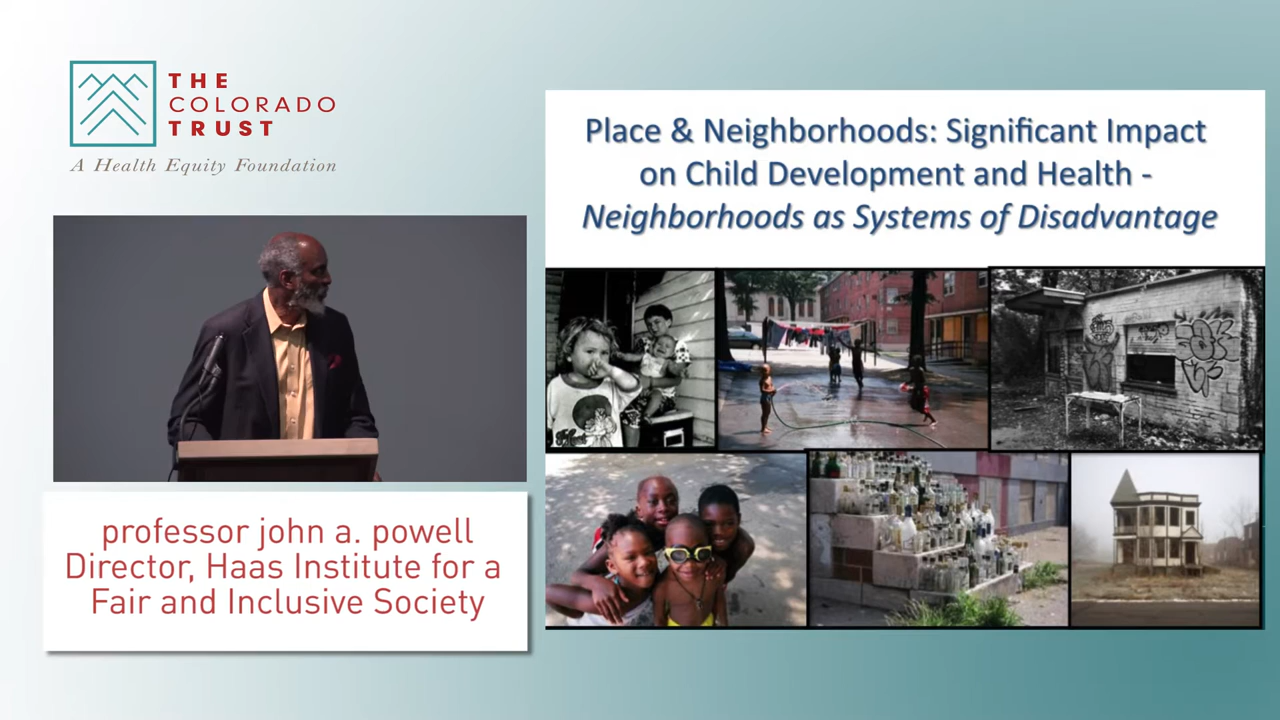 THE
COLORADO
TRUST
A Health Equity Foundation
professor john a. powell
Director, Haas Institute for a
Fair and Inclusive Society
Place & Neighborhoods: Significant Impact
on Child Development and Health -
Neighborhoods as Systems of Disadvantage